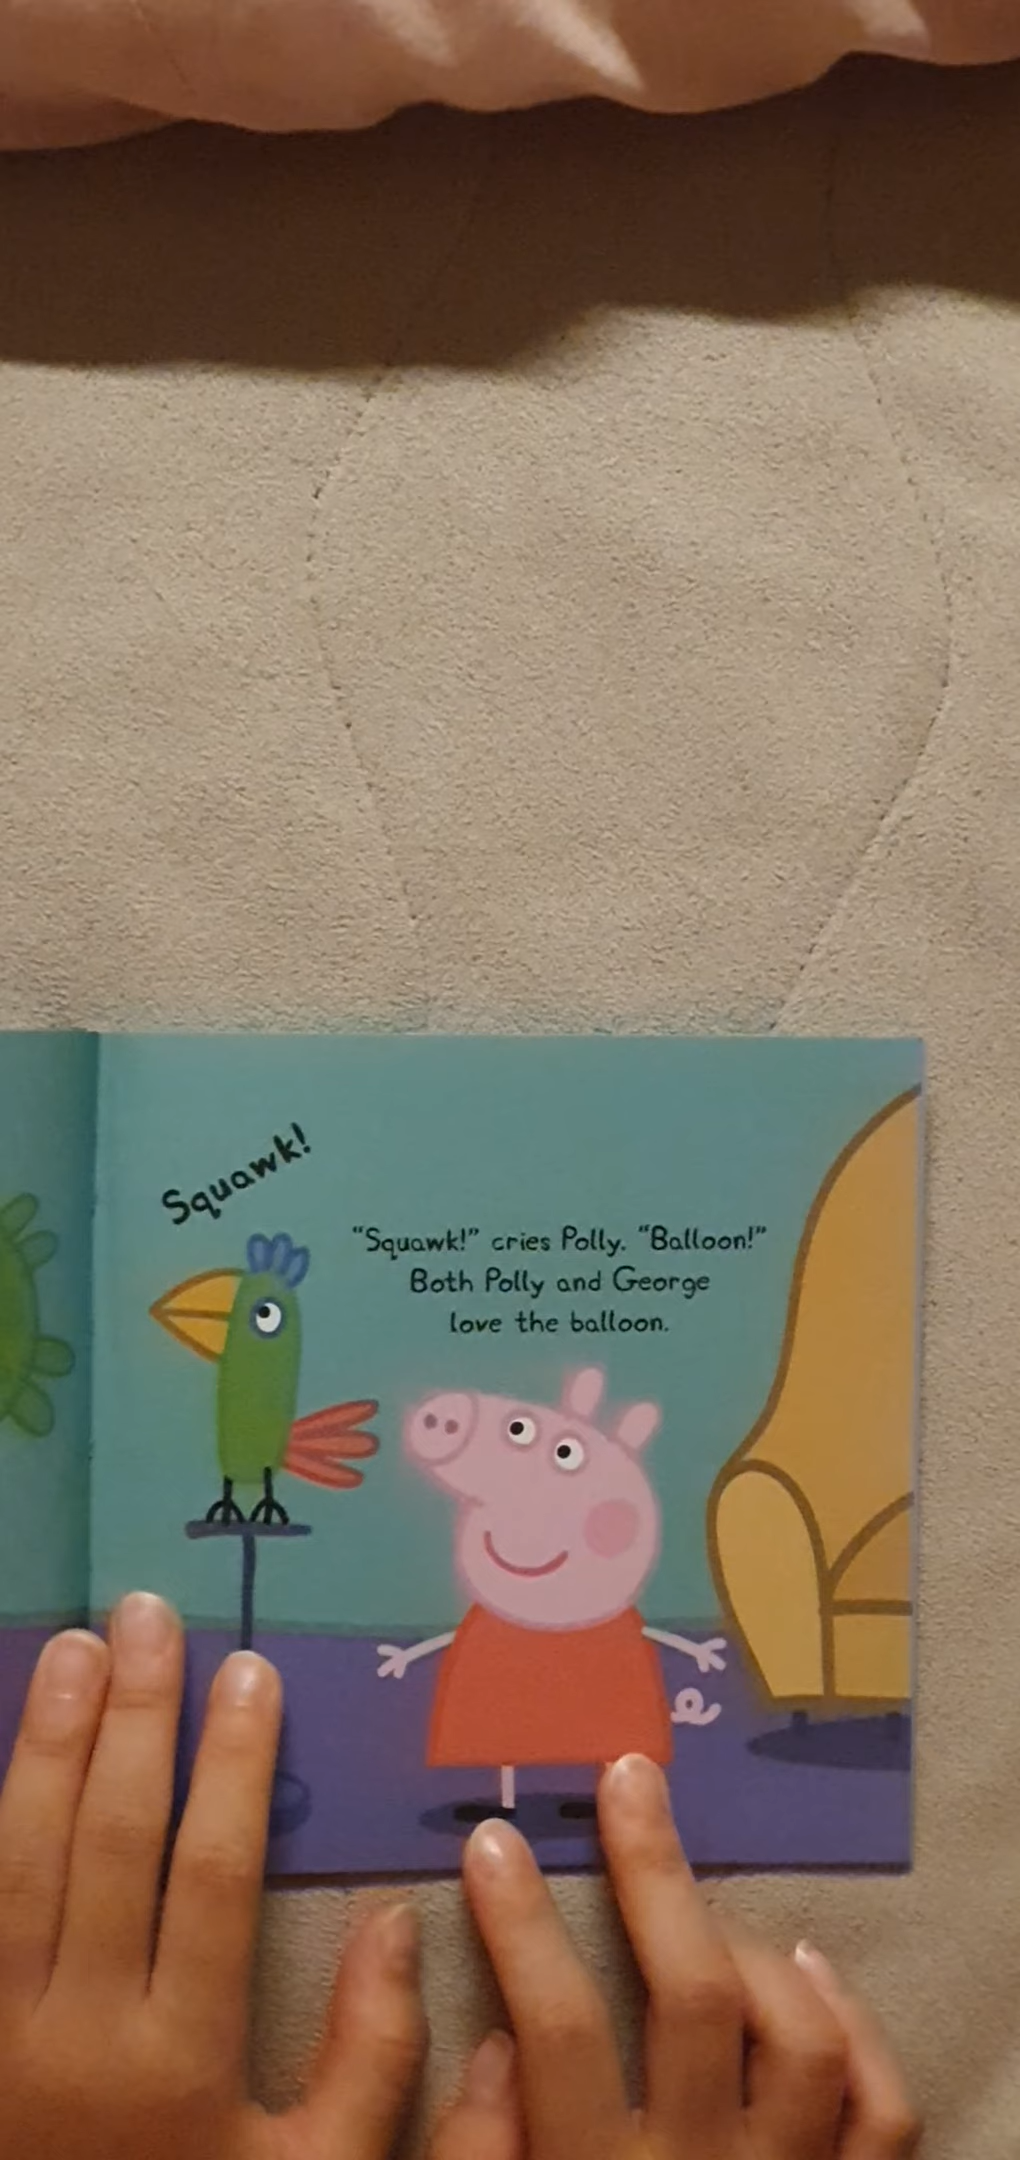 Squawk!
“Squawk!” cries Polly. “Balloon!”
Both Polly and George
love the balloon.